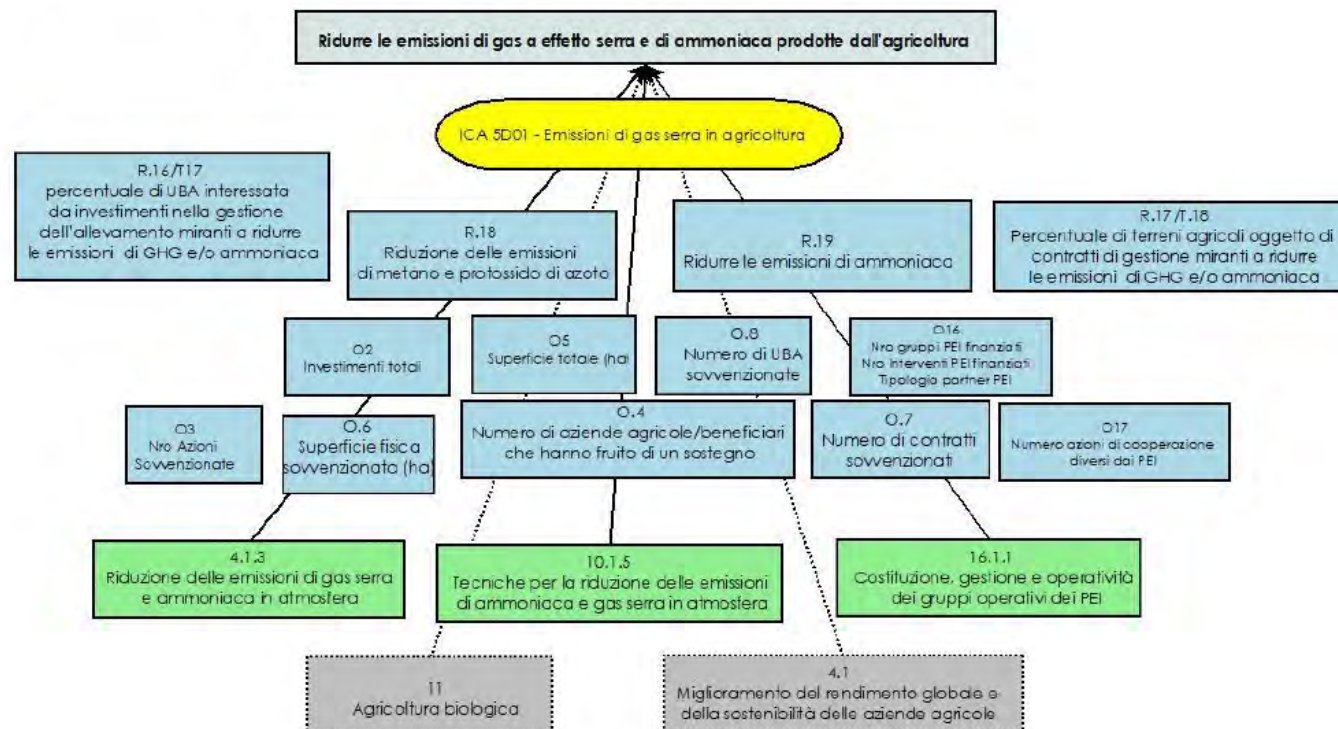 Ridurre le emissioni di gas a effetto serra e di ammoniaca prodotte dall'agricoltura
ICA 5D01 - Emissioni di gas serra in agricoltura
R.16/T17
percentuale di UBA interessata
da investimenti nella gestione
dell'allevamento miranti a ridurre
le emissioni di GHG e/o ammoniaca
R.18
Riduzione delle emissioni
di metano e protossido di azoto
R.19
Ridurre le emissioni di ammoniaca
R.17/T.18
Percentuale di terreni agricoli oggetto di
contratti di gestione miranti a ridurre
le emissioni di GHG e/o ammoniaca
O2
Investimenti totali
O5
Superficie totale (ha)
O.8
Numero di UBA
sovvenzionate
O16
Nro gruppi PEI finanziati
Nro Interventi PEI finanziati
Tipologia partner PEI
O3
Nro Azioni
Sovvenzionate
O.6
Superficie fisica
sovvenzionata (ha)
O.4
Numero di aziende agricole/beneficiari
che hanno fruito di un sostegno
O.7
Numero di contratti
sovvenzionati
O17
Numero azioni di cooperazione
diversi dai PEI
4.1.3
Riduzione delle emissioni di gas serra
e ammoniaca in atmosfera
10.1.5
Tecniche per la riduzione delle emissioni
di ammoniaca e gas serra in atmosfera
16.1.1
Costituzione, gestione e operatività
dei gruppi operativi dei PEI
11
Agricoltura biologica
4.1
Miglioramento del rendimento globale e
della sostenibilità delle aziende agricole